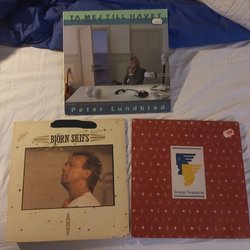 TA MEJ TILL HAVET
Peter Lundblad
BJÖRN SKIFS